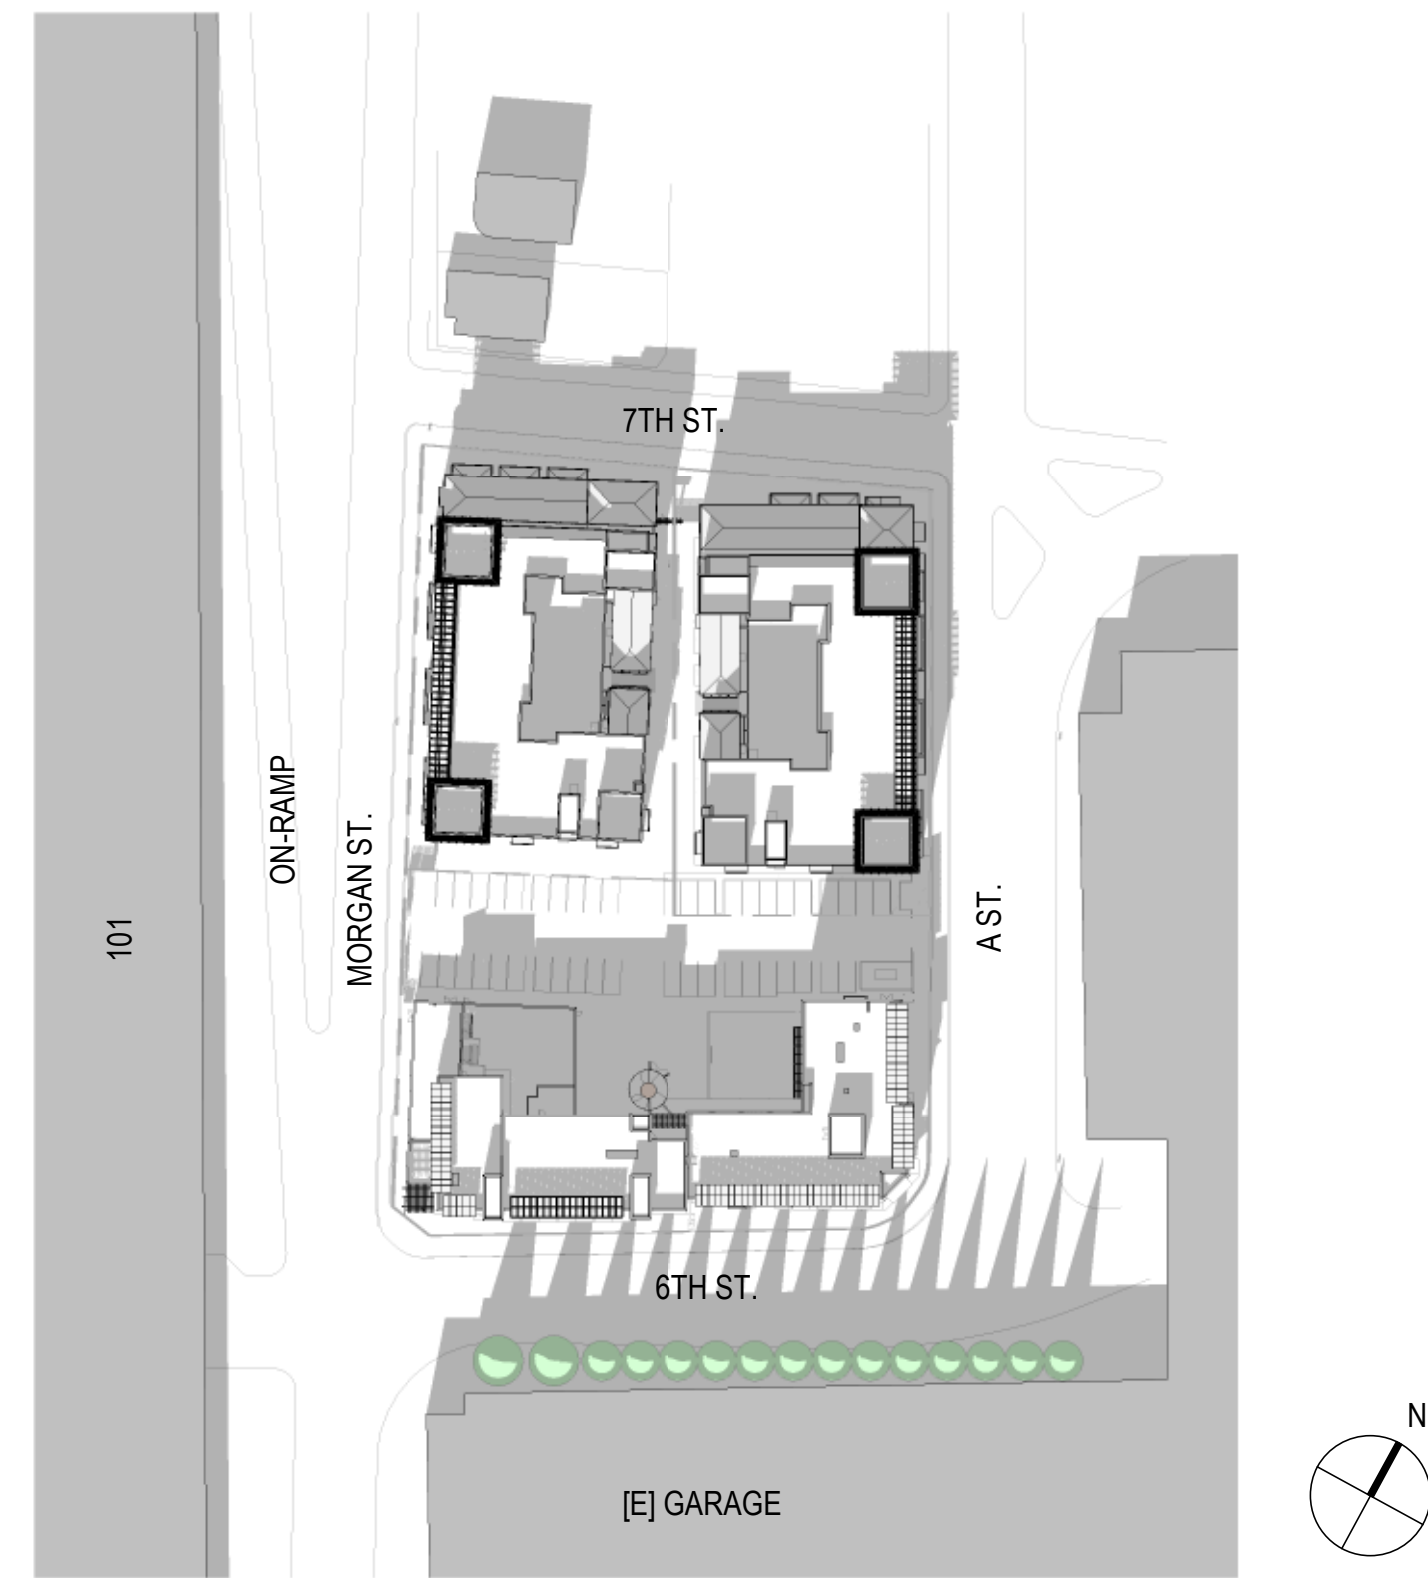 7TH ST.
ON-RAMP
MORGAN ST.
101
A ST.
6TH ST.
N
[E] GARAGE